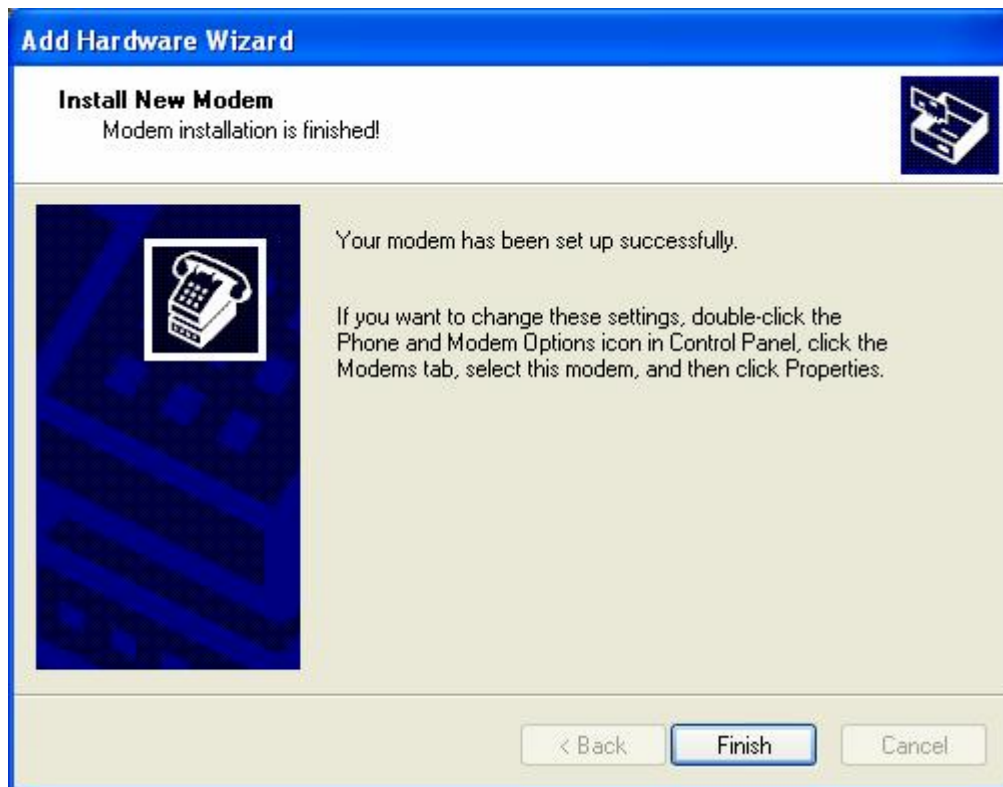 Add Hardware Wizard
Install New Modem
Modem installation is finished!
Your modem has been set up successfully.
If you want to change these settings, double-click the
Phone and Modem Options icon in Control Panel, click the
Modems tab, select this modem, and then click Properties.
< Back
Finish
Cancel